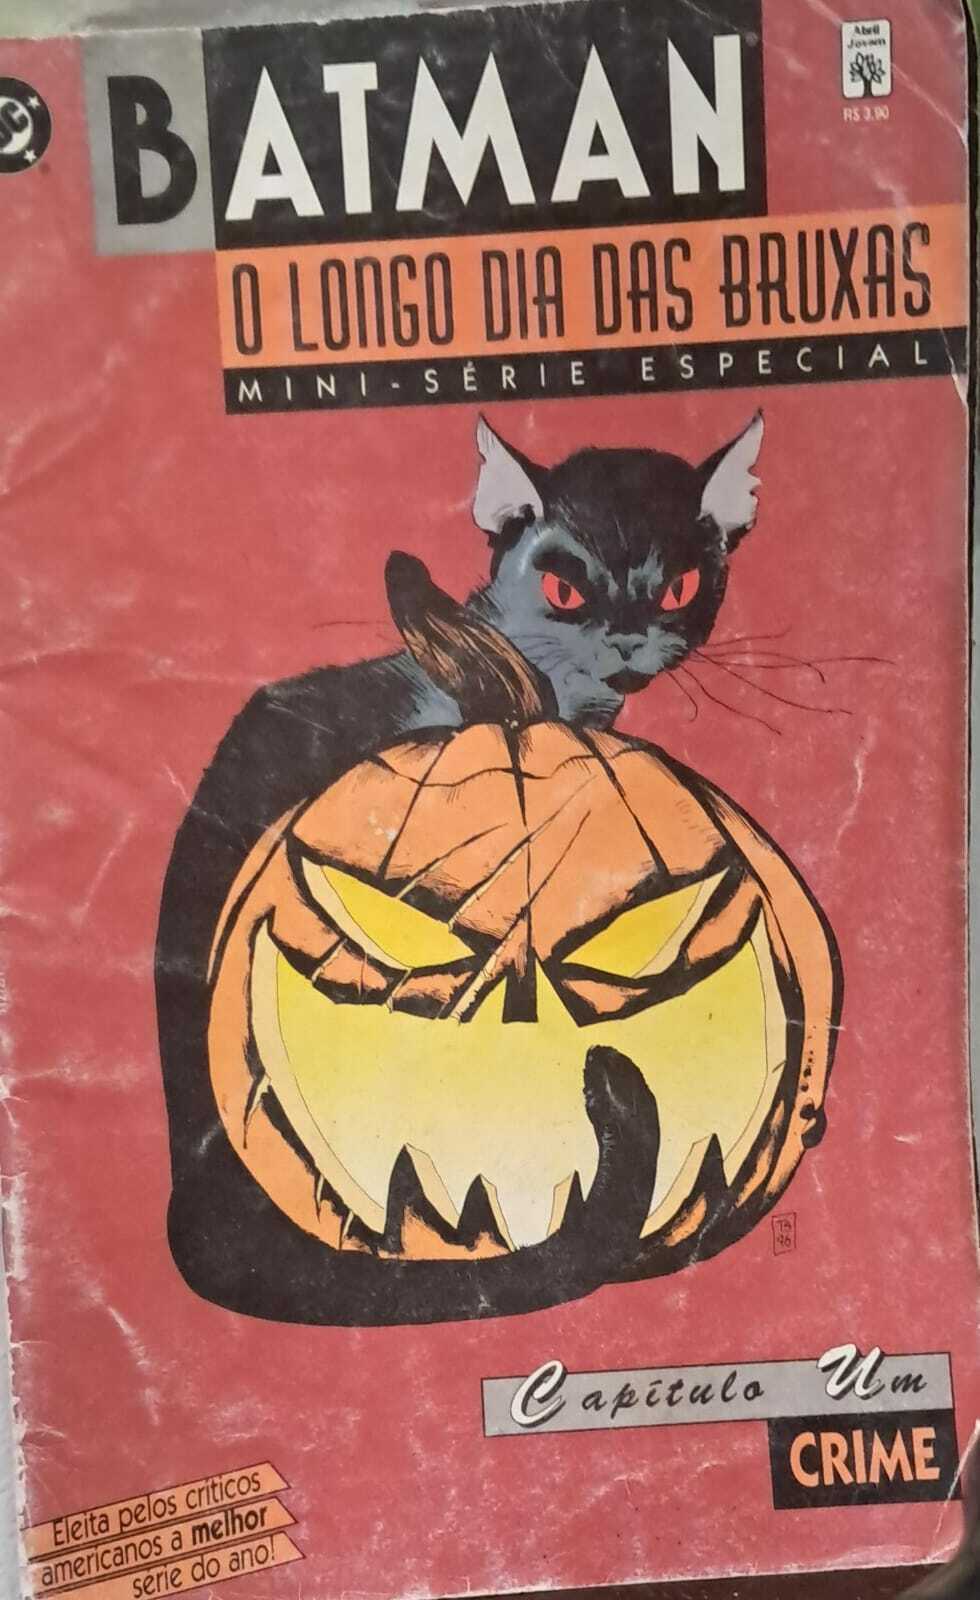 DC
Abril
Jovem
R$ 3,90
BATMAN
O LONGO DIA DAS BRUXAS
MINI-SÉRIE ESPECIAL
TS
96
Capítulo Um
CRIME
Eleita pelos críticos
americanos a melhor
série do ano!